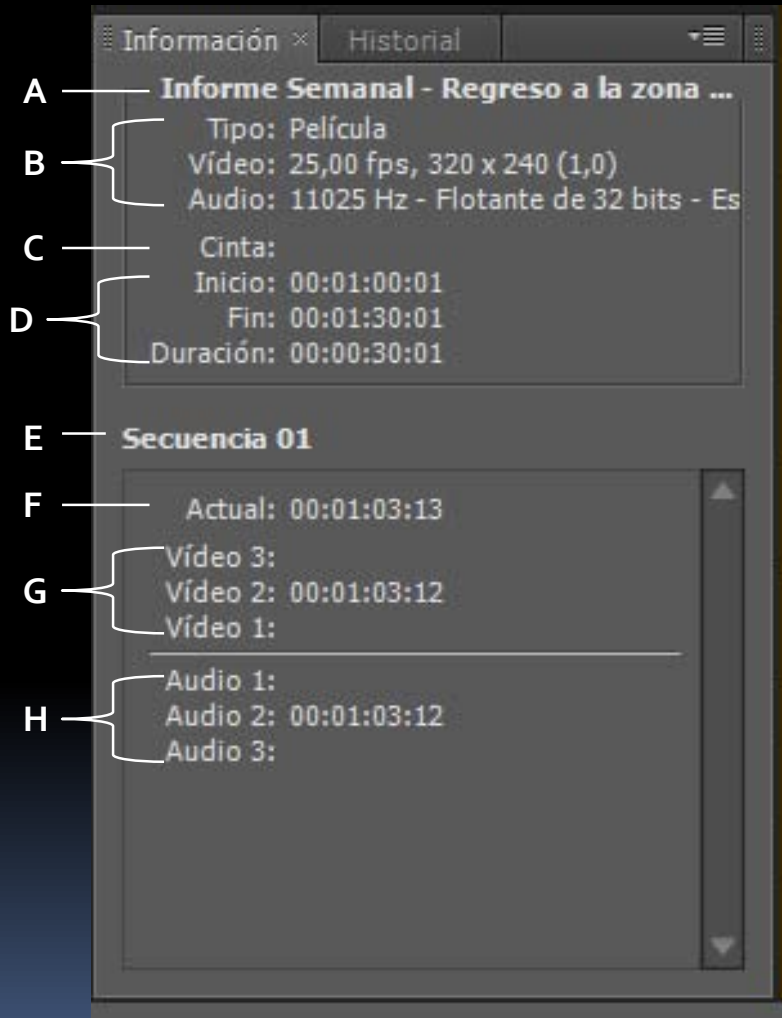 Información × Historial
A Informe Semanal - Regreso a la zona ...
Tipo: Película
B Vídeo: 25,00 fps, 320 x 240 (1,0)
Audio: 11025 Hz - Flotante de 32 bits - Es
C Cinta:
Inicio: 00:01:00:01
D Fin: 00:01:30:01
Duración: 00:00:30:01
E Secuencia 01
F Actual: 00:01:03:13
Vídeo 3:
G Vídeo 2: 00:01:03:12
Vídeo 1:
Audio 1:
H Audio 2: 00:01:03:12
Audio 3: